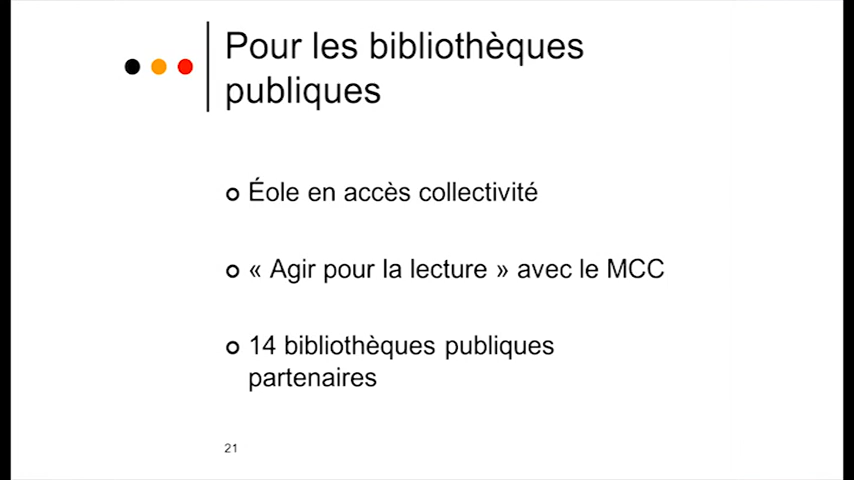 Pour les bibliothèques
publiques
Éole en accès collectivité
« Agir pour la lecture » avec le MCC
14 bibliothèques publiques
partenaires
21